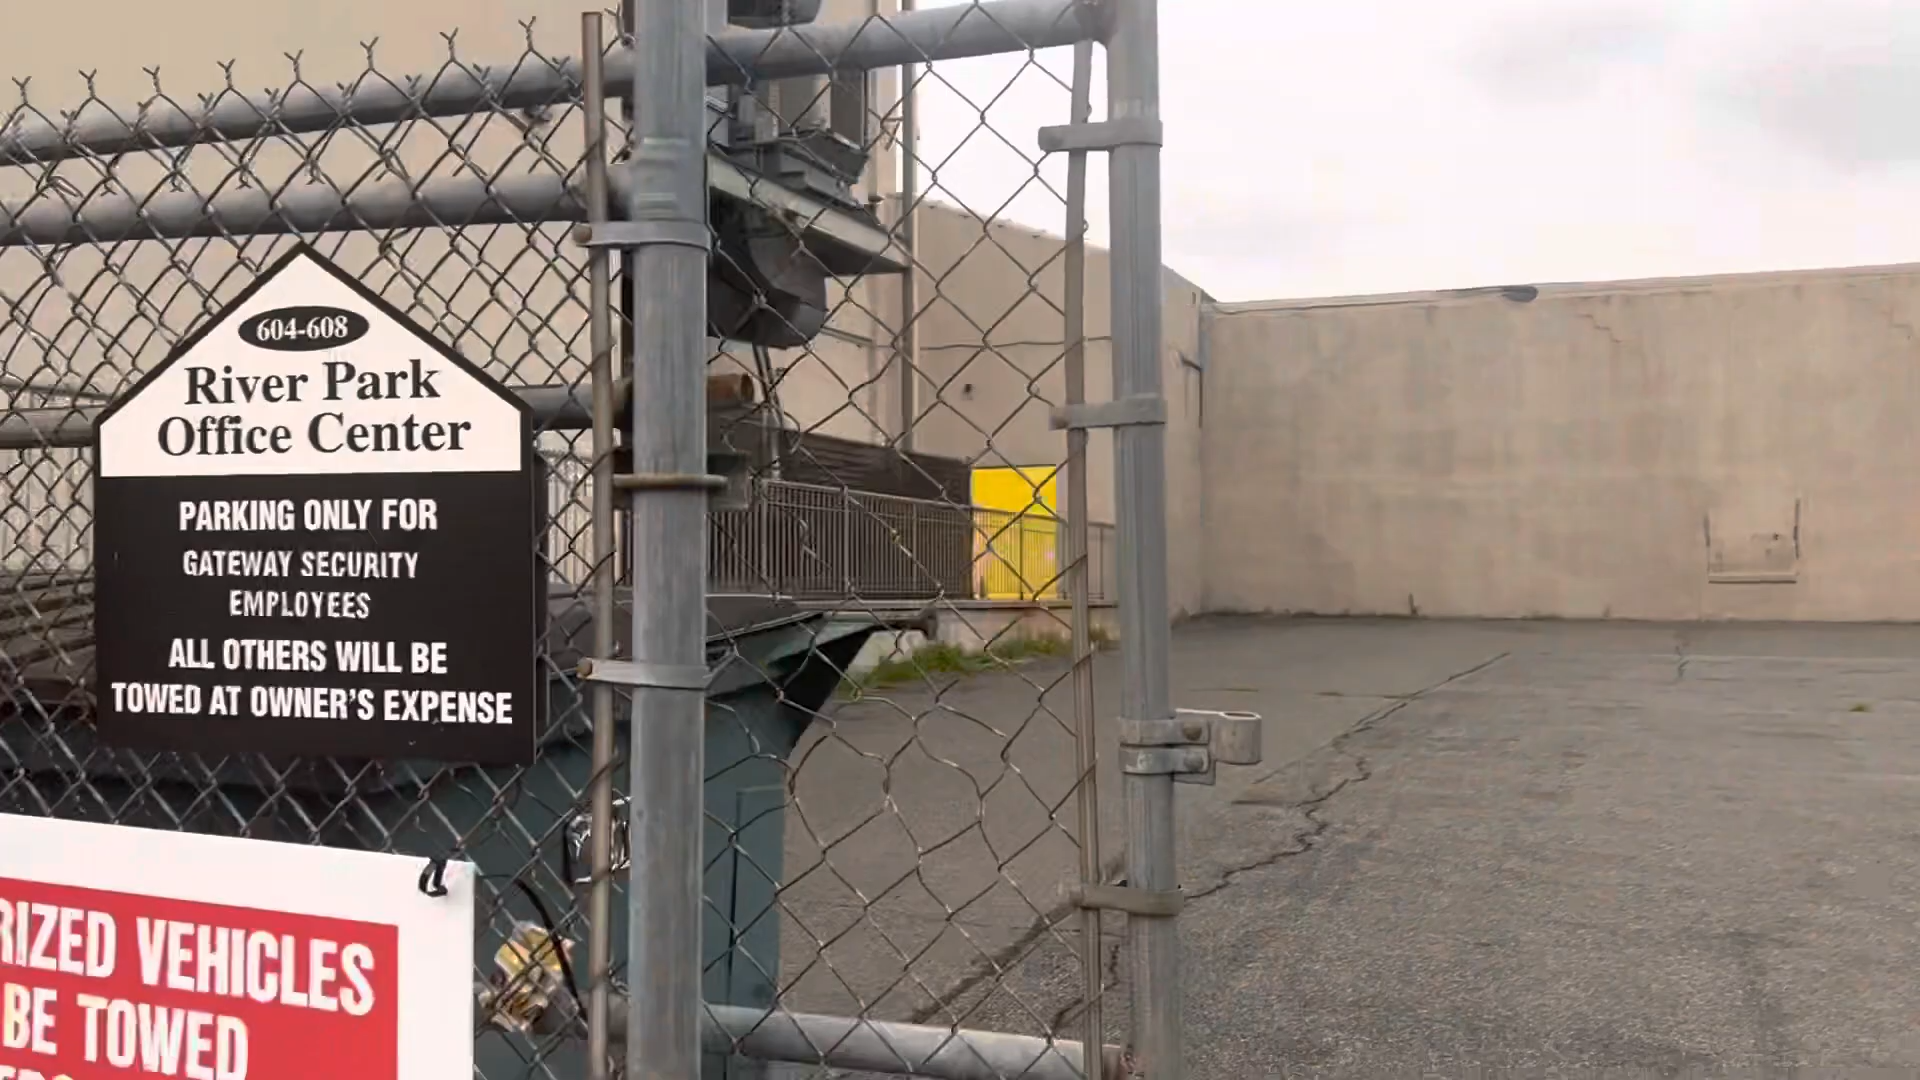 604-608
River Park
Office Center
PARKING ONLY FOR
GATEWAY SECURITY
EMPLOYEES
ALL OTHERS WILL BE
TOWED AT OWNER'S EXPENSE
VEHICLES
BE TOWED